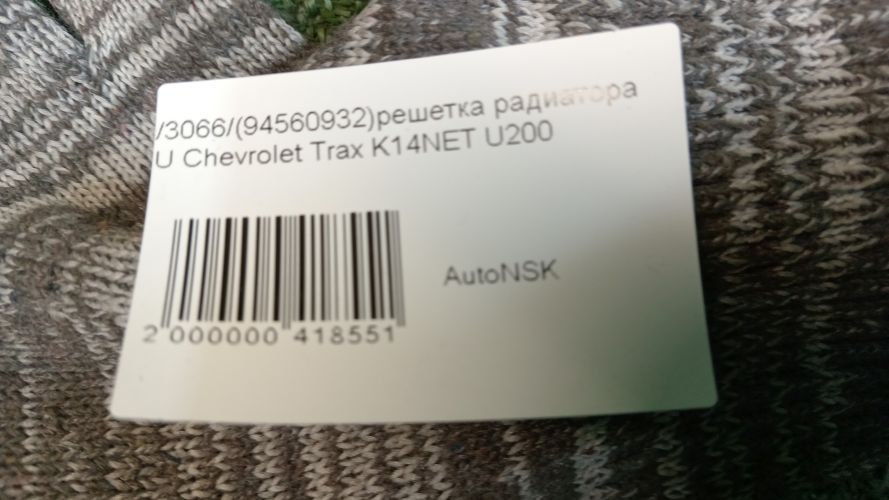 /3066/(94560932)решетка радиатора
U Chevrolet Trax K14NET U200
AutoNSK
2 000000 418551